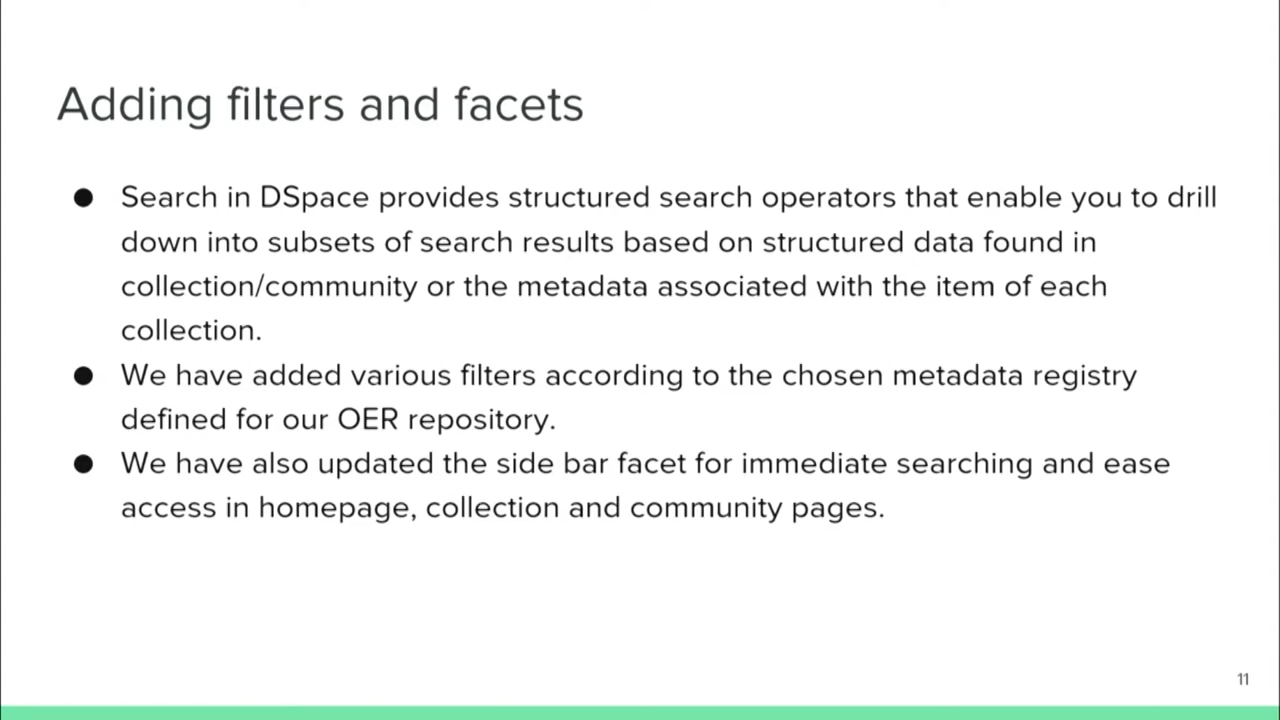 Adding filters and facets
● Search in DSpace provides structured search operators that enable you to drill
down into subsets of search results based on structured data found in
collection/community or the metadata associated with the item of each
collection.
● We have added various filters according to the chosen metadata registry
defined for our OER repository.
● We have also updated the side bar facet for immediate searching and ease
access in homepage, collection and community pages.
11